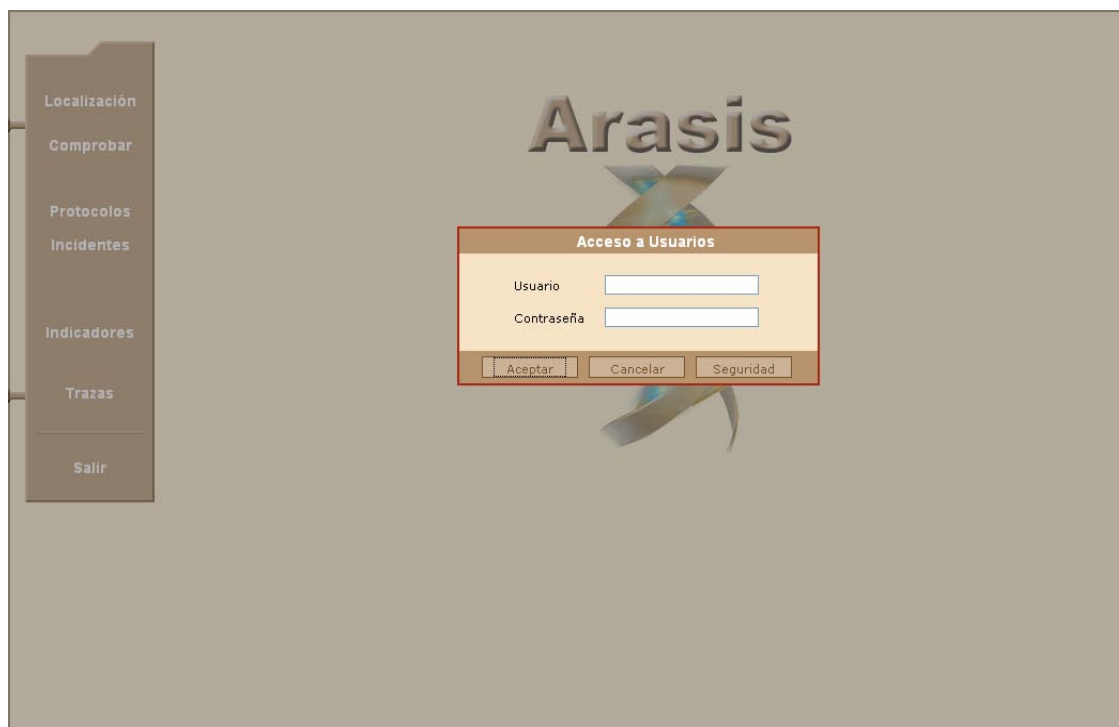 Localización
Comprobar
Protocolos
Incidentes
Indicadores
Trazas
Salir
Arasis
Acceso a Usuarios
Usuario
Contraseña
Aceptar Cancelar Seguridad